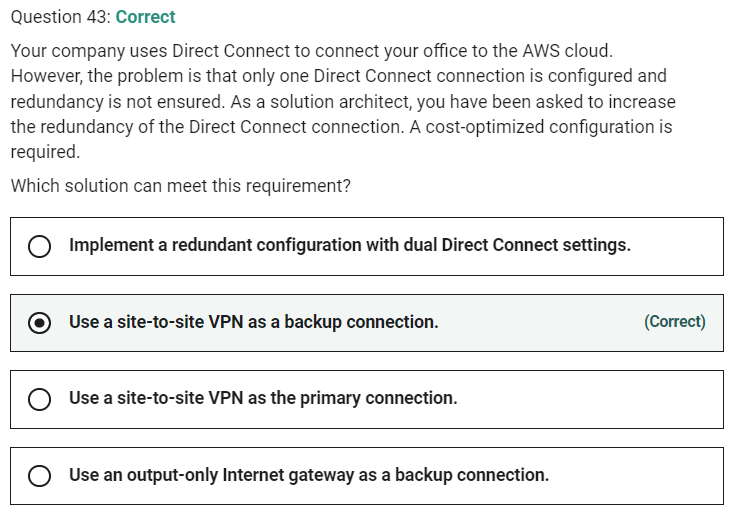 Question 43: Correct
Your company uses Direct Connect to connect your office to the AWS cloud.
However, the problem is that only one Direct Connect connection is configured and
redundancy is not ensured. As a solution architect, you have been asked to increase
the redundancy of the Direct Connect connection. A cost-optimized configuration is
required.
Which solution can meet this requirement?
Implement a redundant configuration with dual Direct Connect settings.
Use a site-to-site VPN as a backup connection. (Correct)
Use a site-to-site VPN as the primary connection.
Use an output-only Internet gateway as a backup connection.